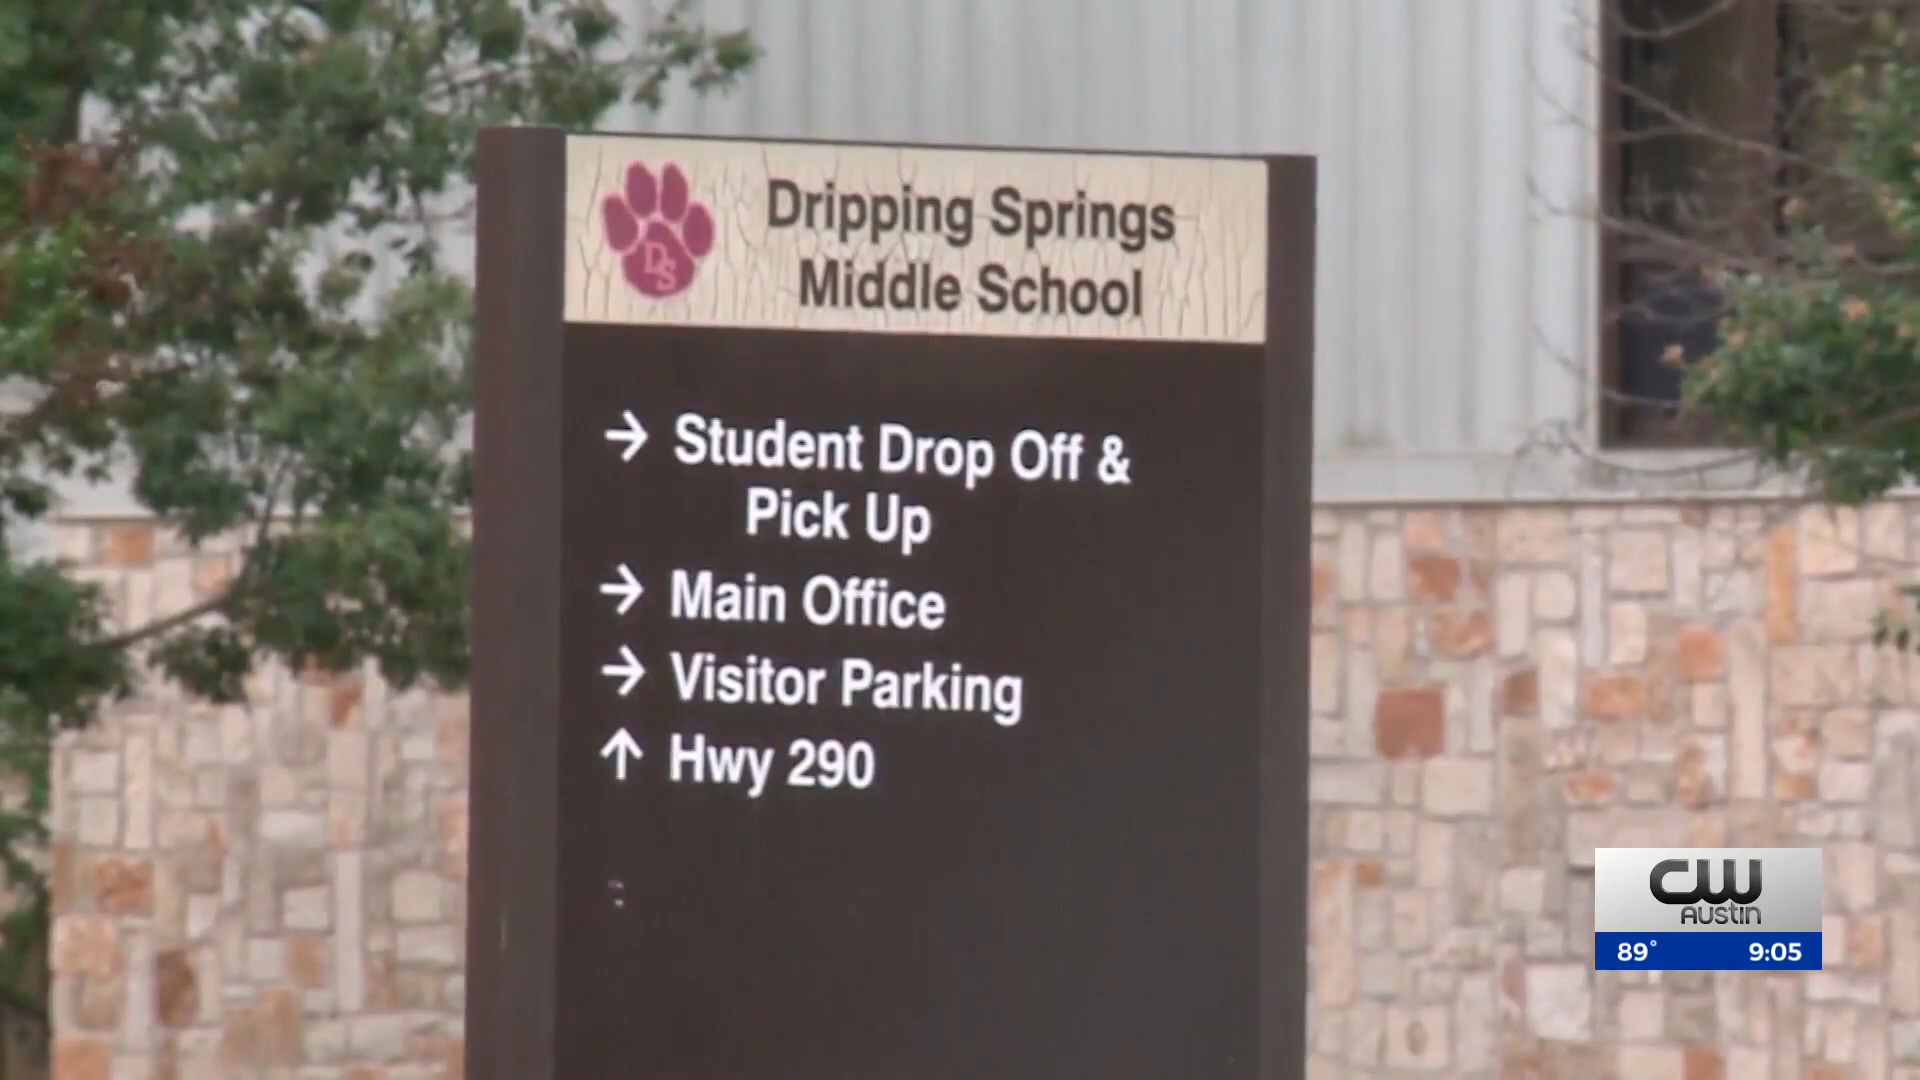 Dripping Springs
Middle School
DS
→ Student Drop Off &
Pick Up
→ Main Office
→ Visitor Parking
↑ Hwy 290
CW
AUSTIN
89° 9:05